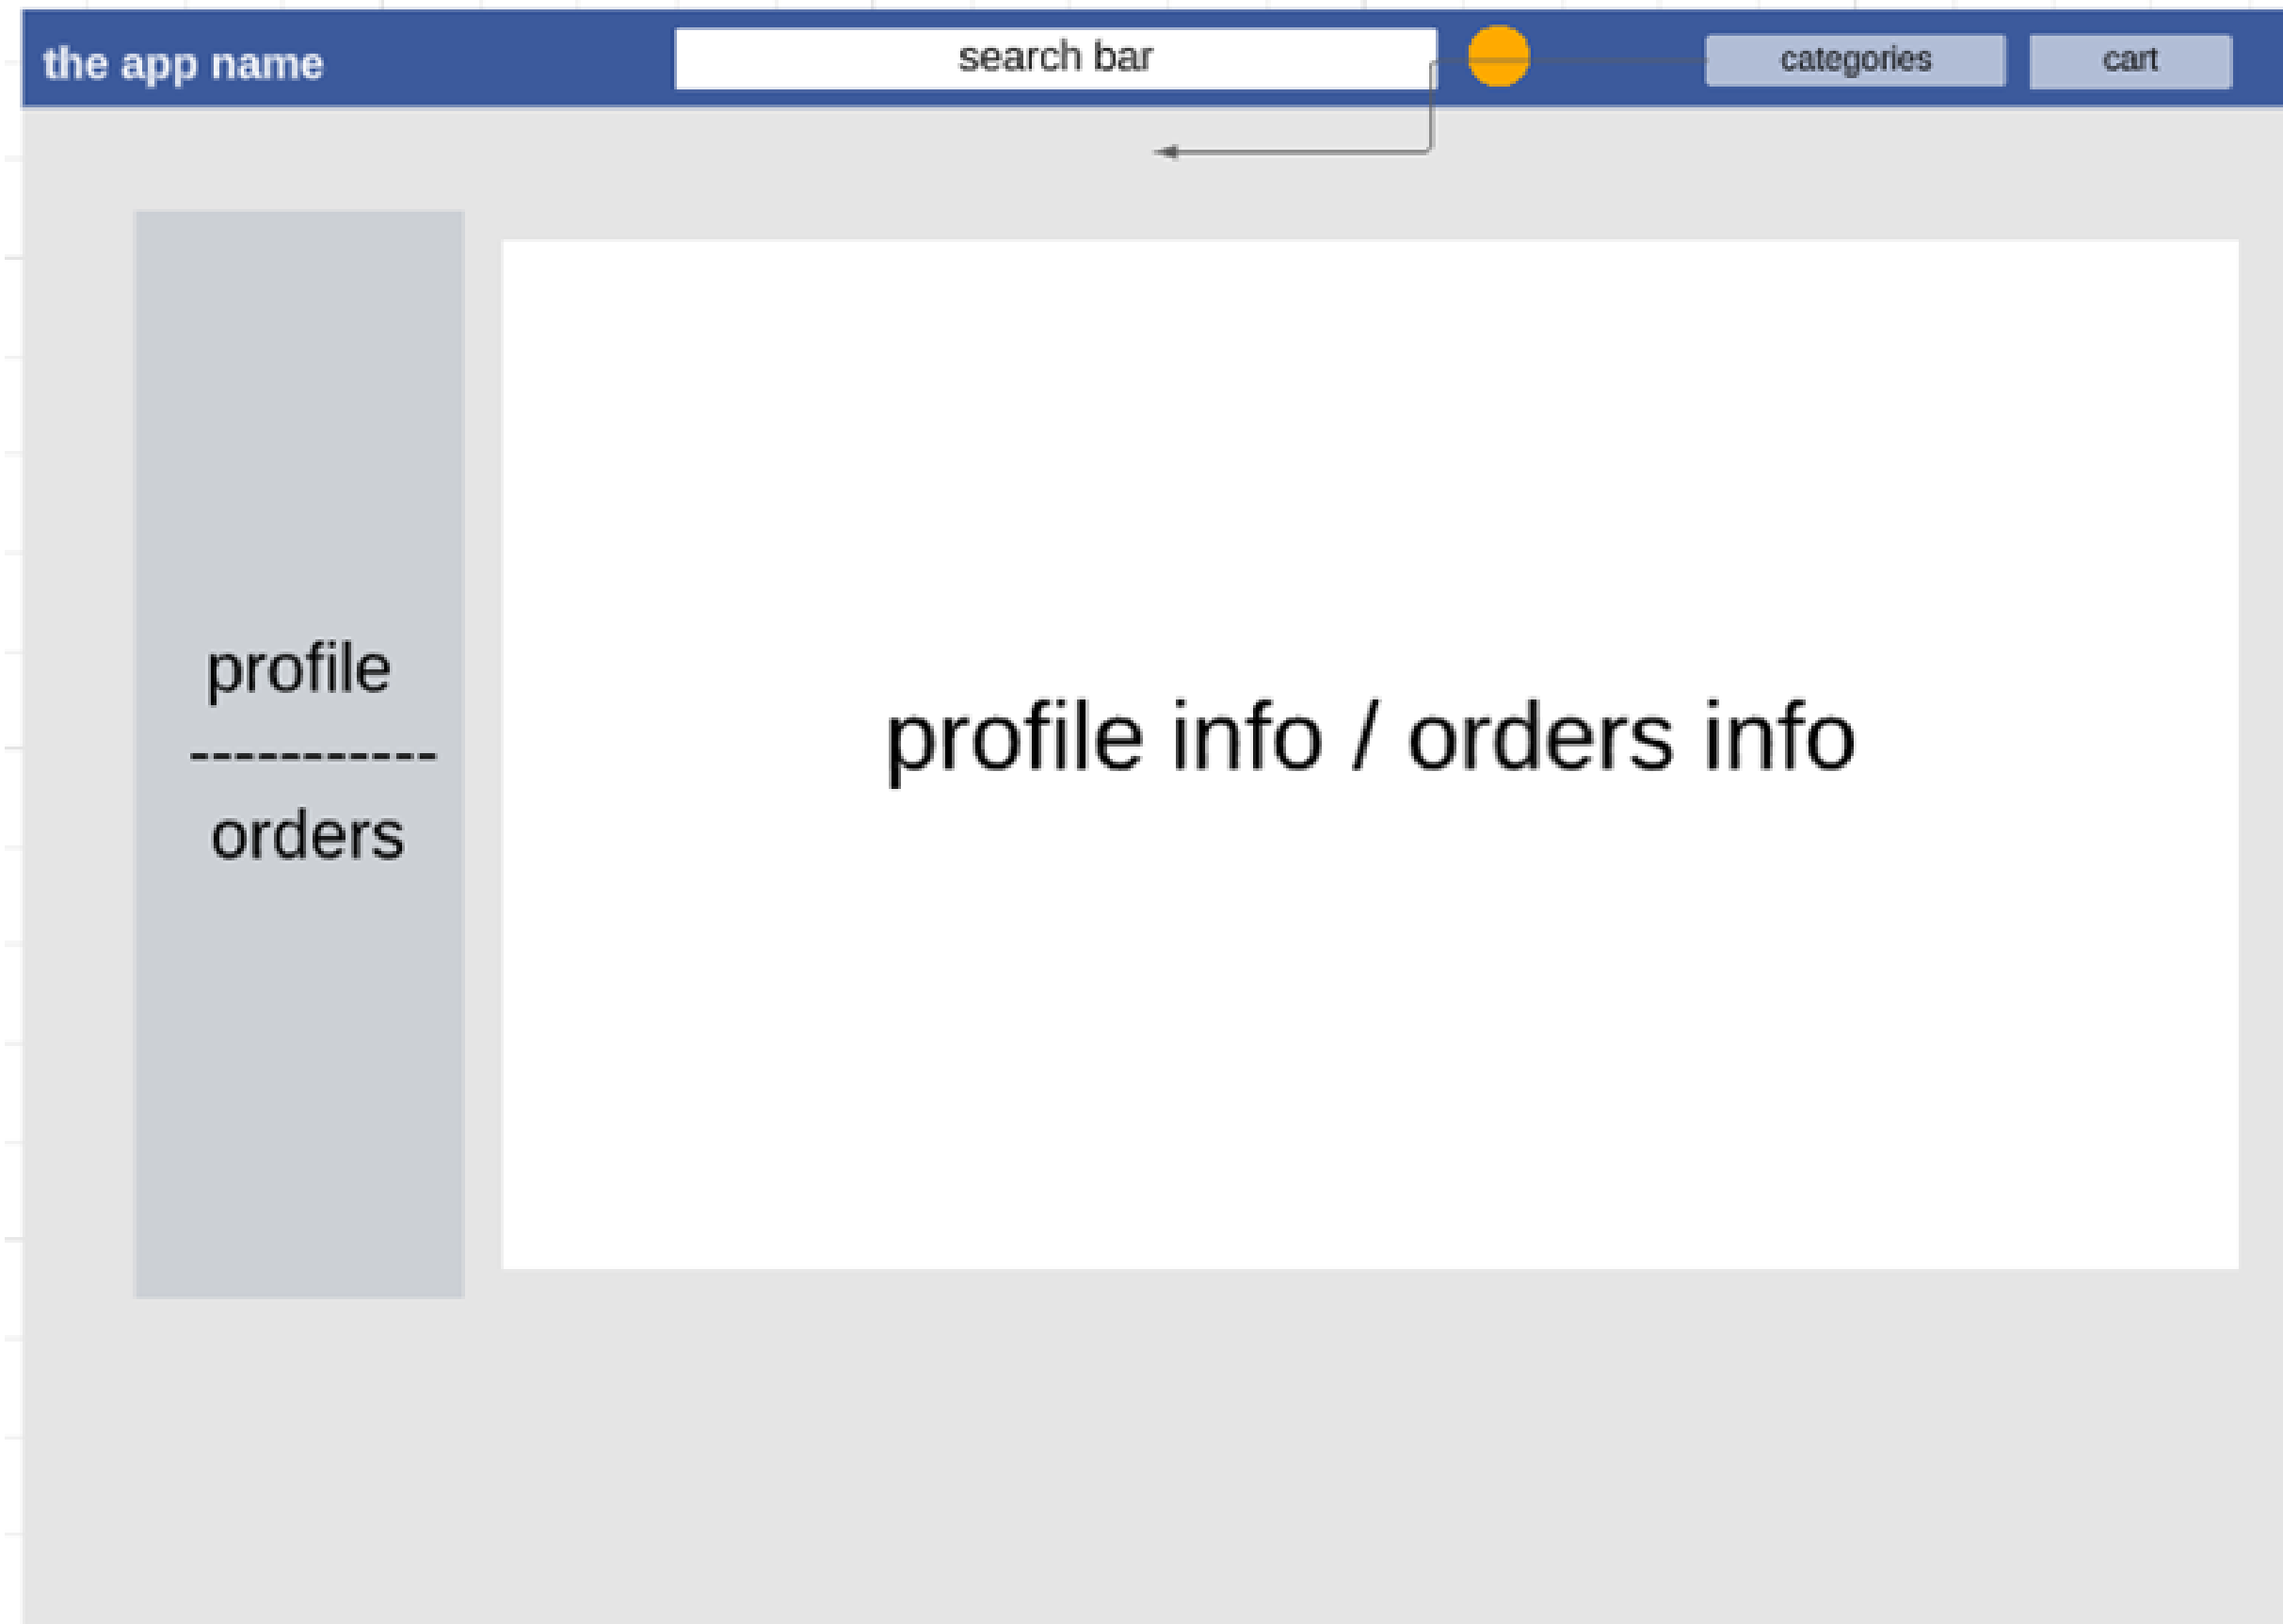 the app name
search bar
categories
cart
profile
-----------
orders
profile info / orders info